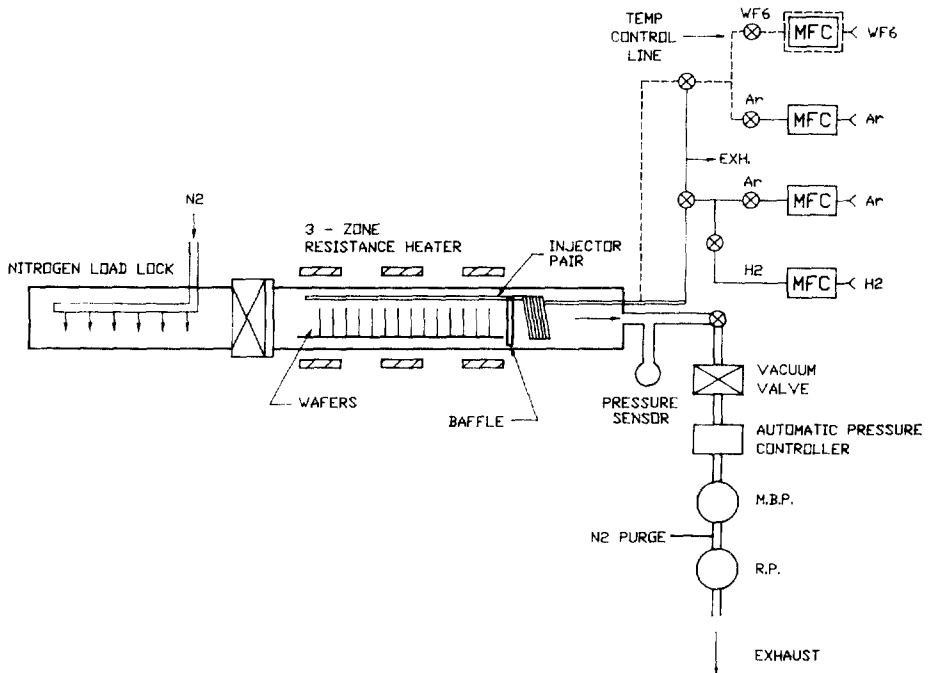 TEMP
CONTROL
LINE
WF6
MFC
WF6
Ar
MFC
Ar
EXH.
Ar
MFC
Ar
H2
MFC
H2
N2
NITROGEN LOAD LOCK
3 - ZONE
RESISTANCE HEATER
INJECTOR
PAIR
WAFERS
BAFFLE
PRESSURE
SENSOR
VACUUM
VALVE
AUTOMATIC PRESSURE
CONTROLLER
M.B.P.
N2 PURGE
R.P.
EXHAUST